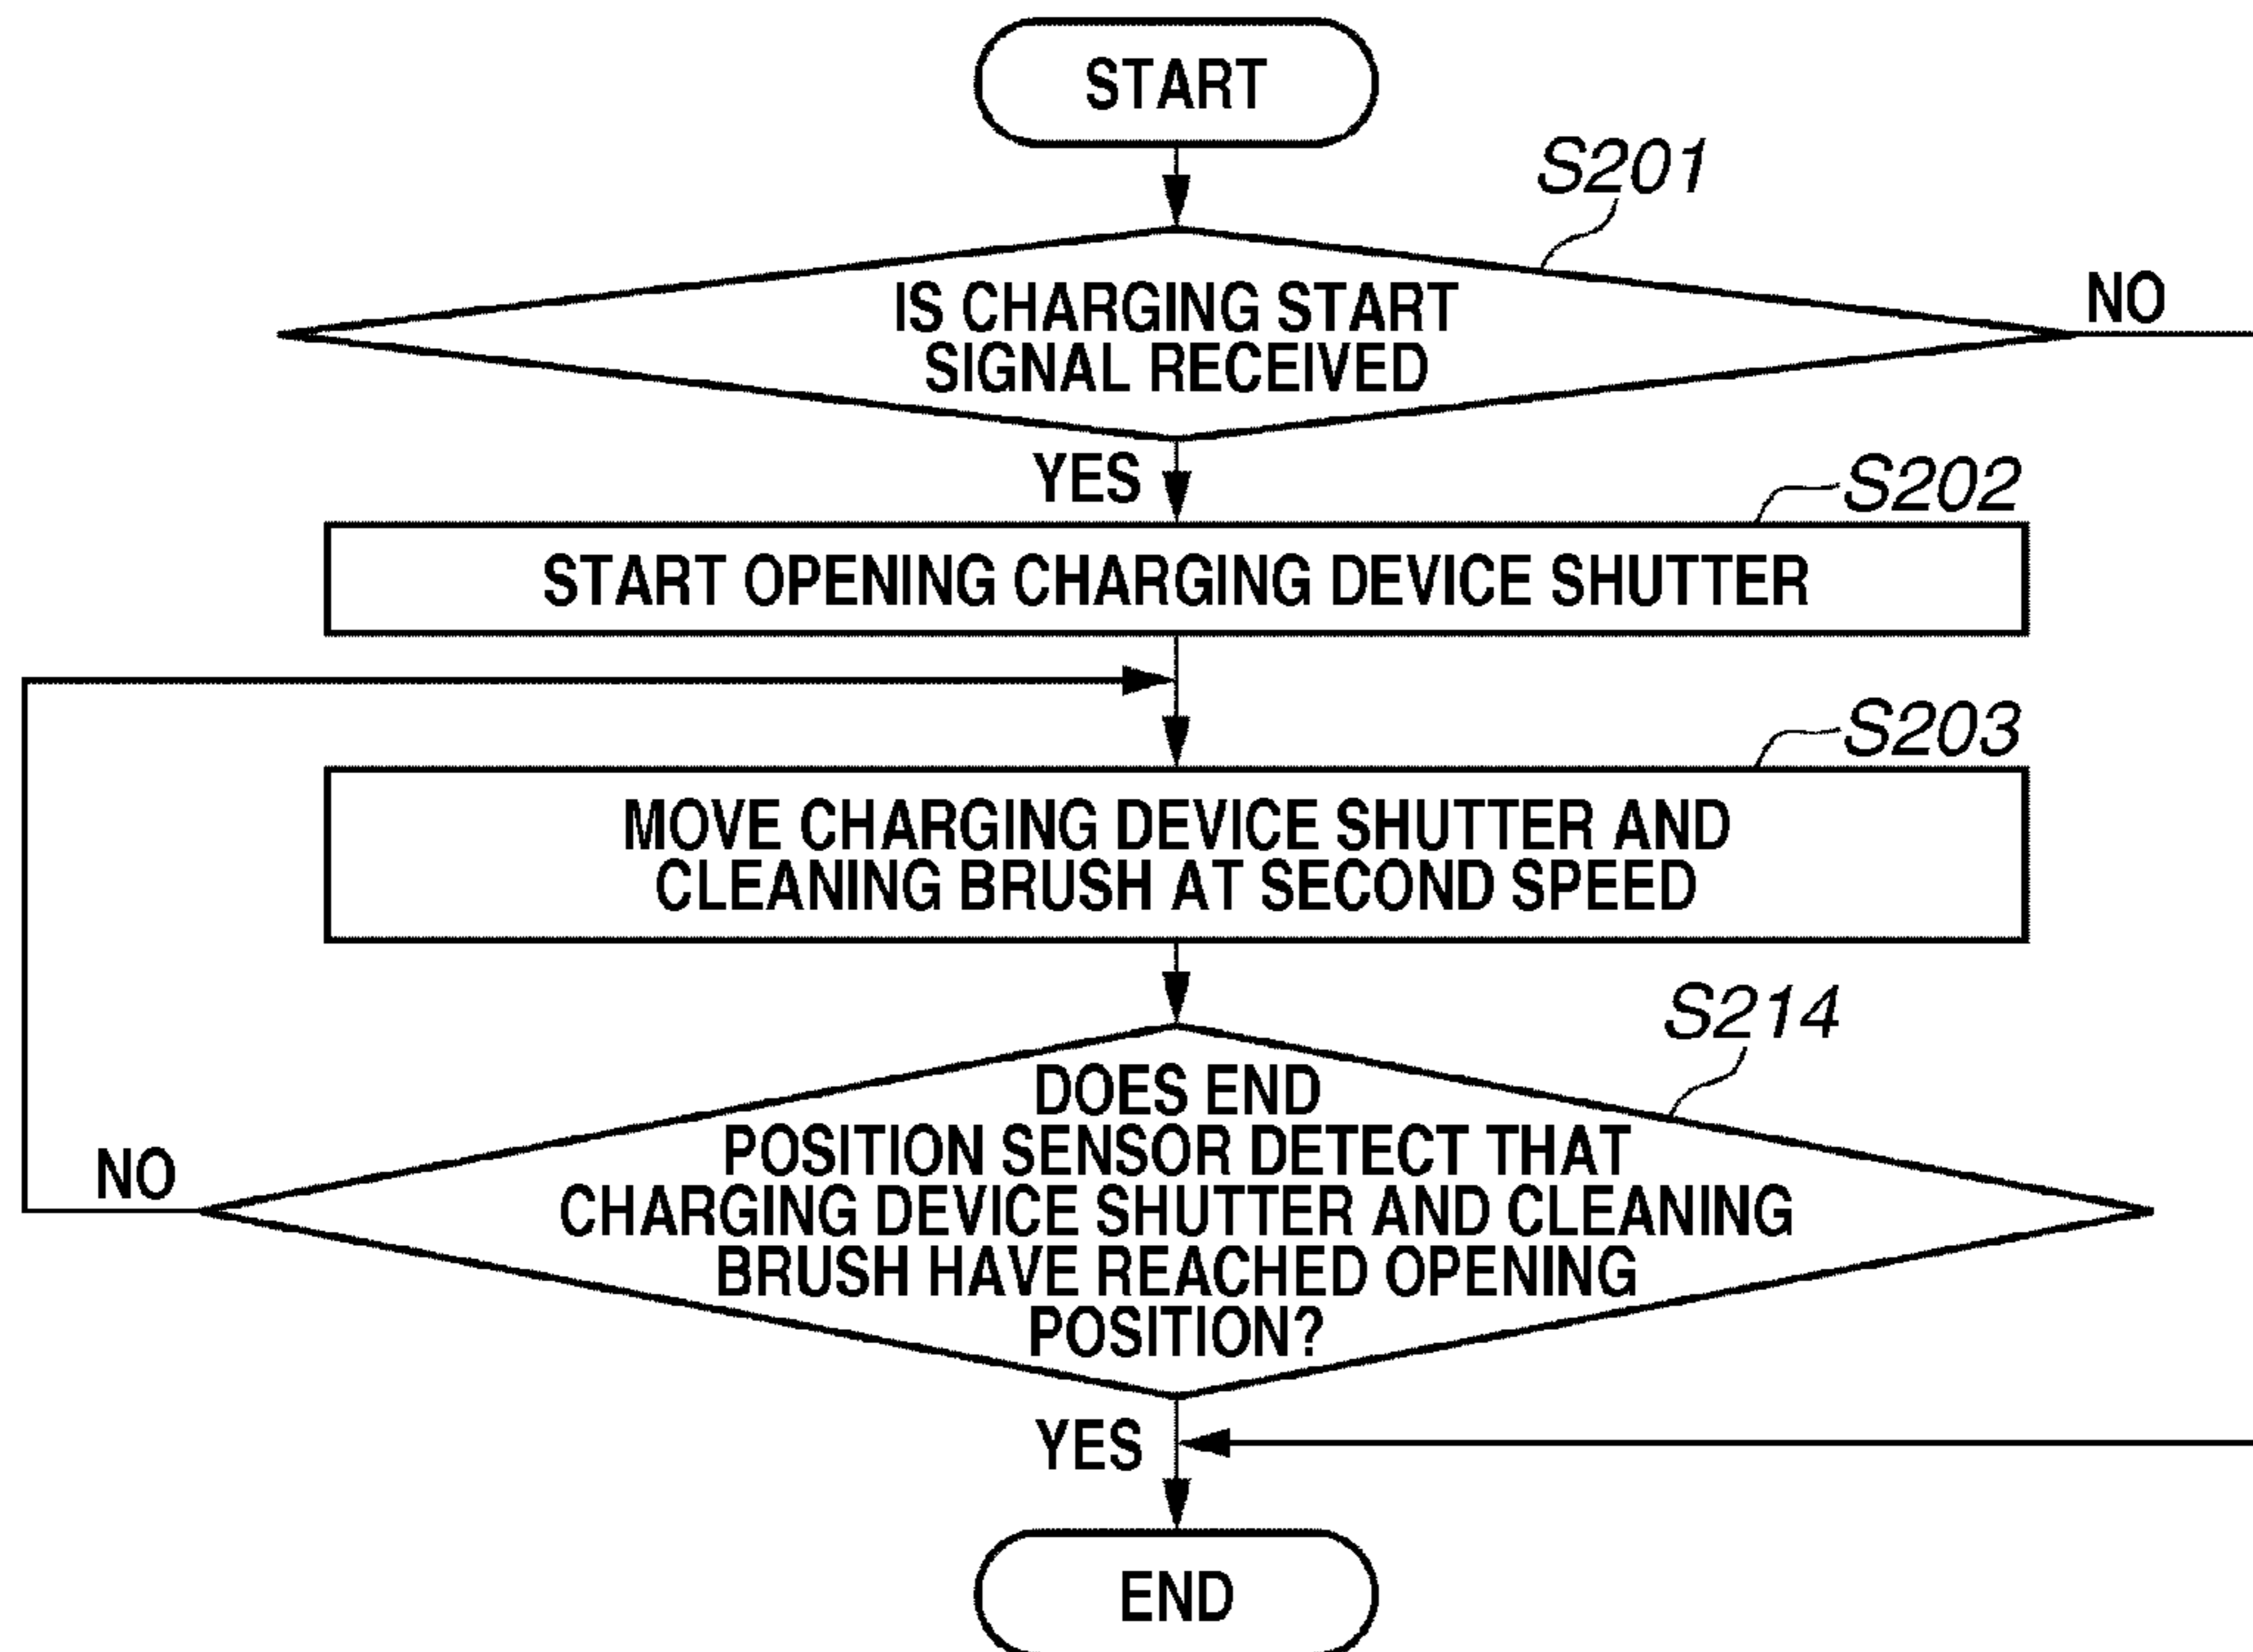 START
S201
IS CHARGING START
SIGNAL RECEIVED
NO
YES
S202
START OPENING CHARGING DEVICE SHUTTER
S203
MOVE CHARGING DEVICE SHUTTER AND
CLEANING BRUSH AT SECOND SPEED
S214
DOES END
POSITION SENSOR DETECT THAT
CHARGING DEVICE SHUTTER AND CLEANING
BRUSH HAVE REACHED OPENING
POSITION?
NO
YES
END